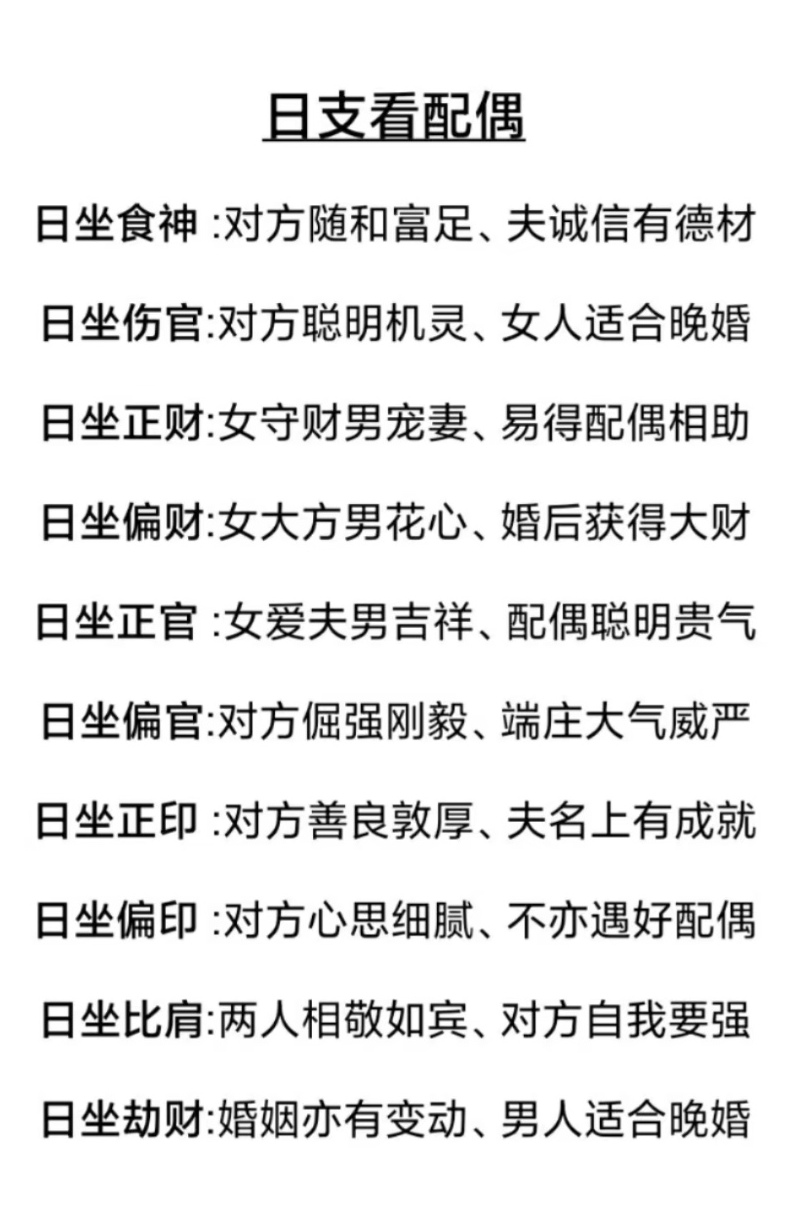 日支看配偶
日坐食神 :对方随和富足、夫诚信有德材
日坐伤官:对方聪明机灵、女人适合晚婚
日坐正财:女守财男宠妻、易得配偶相助
日坐偏财:女大方男花心、婚后获得大财
日坐正官 :女爱夫男吉祥、配偶聪明贵气
日坐偏官:对方倔强刚毅、端庄大气威严
日坐正印 :对方善良敦厚、夫名上有成就
日坐偏印 :对方心思细腻、不亦遇好配偶
日坐比肩:两人相敬如宾、对方自我要强
日坐劫财:婚姻亦有变动、男人适合晚婚